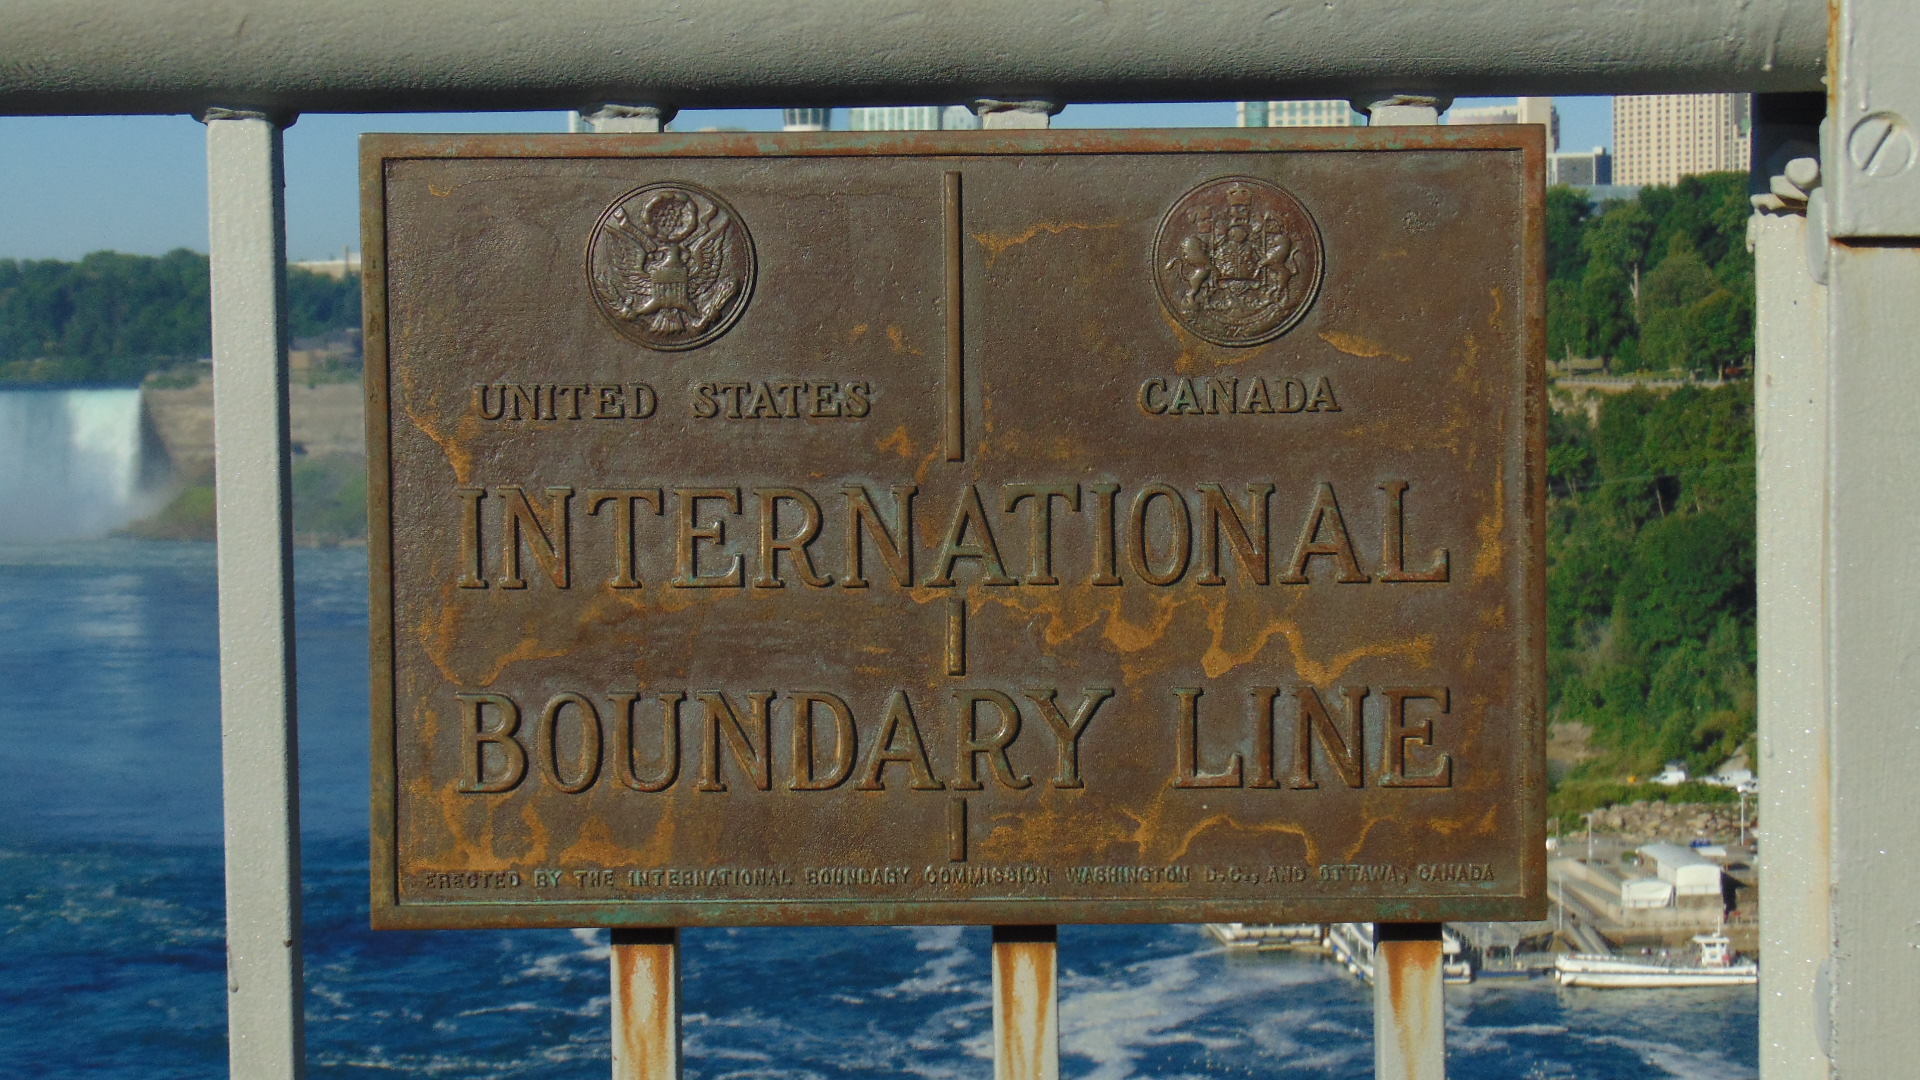 UNITED STATES CANADA
INTERNATIONAL
BOUNDARY LINE
ERECTED BY THE INTERNATIONAL BOUNDARY COMMISSION WASHINGTON D.C., AND OTTAWA, CANADA